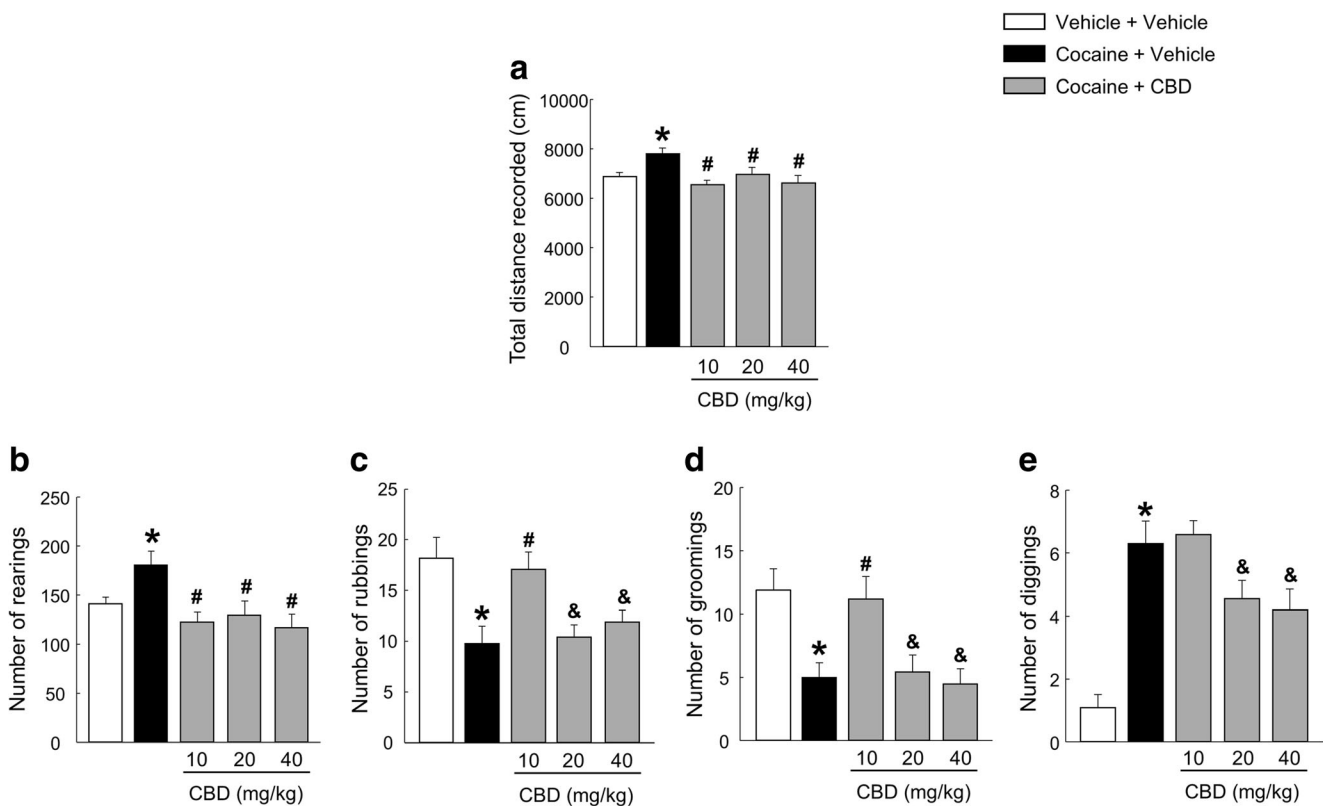 Vehicle + Vehicle
Cocaine + Vehicle
Cocaine + CBD
a
Total distance recorded (cm)
10000
8000
6000
4000
2000
0
*
#
#
#
10 20 40
CBD (mg/kg)
b
Number of rearings
250
200
150
100
50
0
*
#
#
#
10 20 40
CBD (mg/kg)
c
Number of rubbings
25
20
15
10
5
0
*
#
&
&
10 20 40
CBD (mg/kg)
d
Number of groomings
20
15
10
5
0
*
#
&
&
10 20 40
CBD (mg/kg)
e
Number of diggings
8
6
4
2
0
*
&
&
10 20 40
CBD (mg/kg)